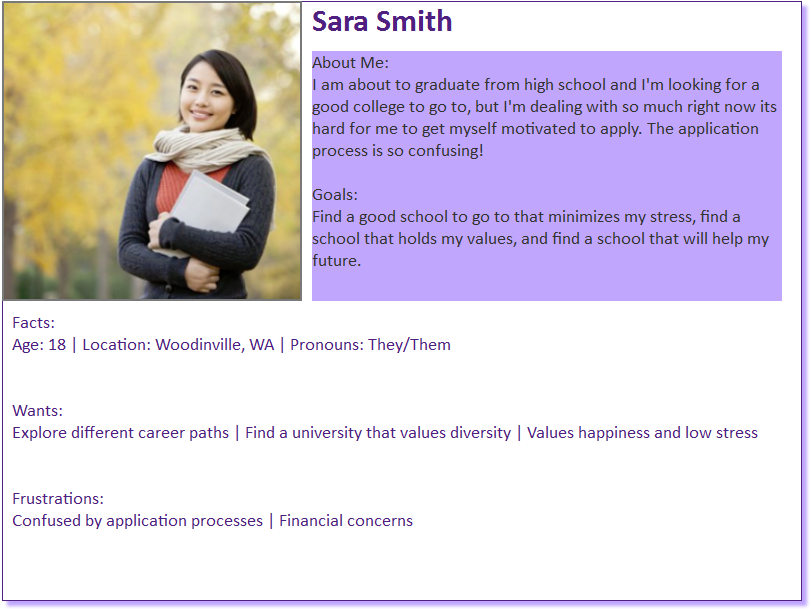 Sara Smith
About Me:
I am about to graduate from high school and I'm looking for a
good college to go to, but I'm dealing with so much right now its
hard for me to get myself motivated to apply. The application
process is so confusing!
Goals:
Find a good school to go to that minimizes my stress, find a
school that holds my values, and find a school that will help my
future.
Facts:
Age: 18 | Location: Woodinville, WA | Pronouns: They/Them
Wants:
Explore different career paths | Find a university that values diversity | Values happiness and low stress
Frustrations:
Confused by application processes | Financial concerns